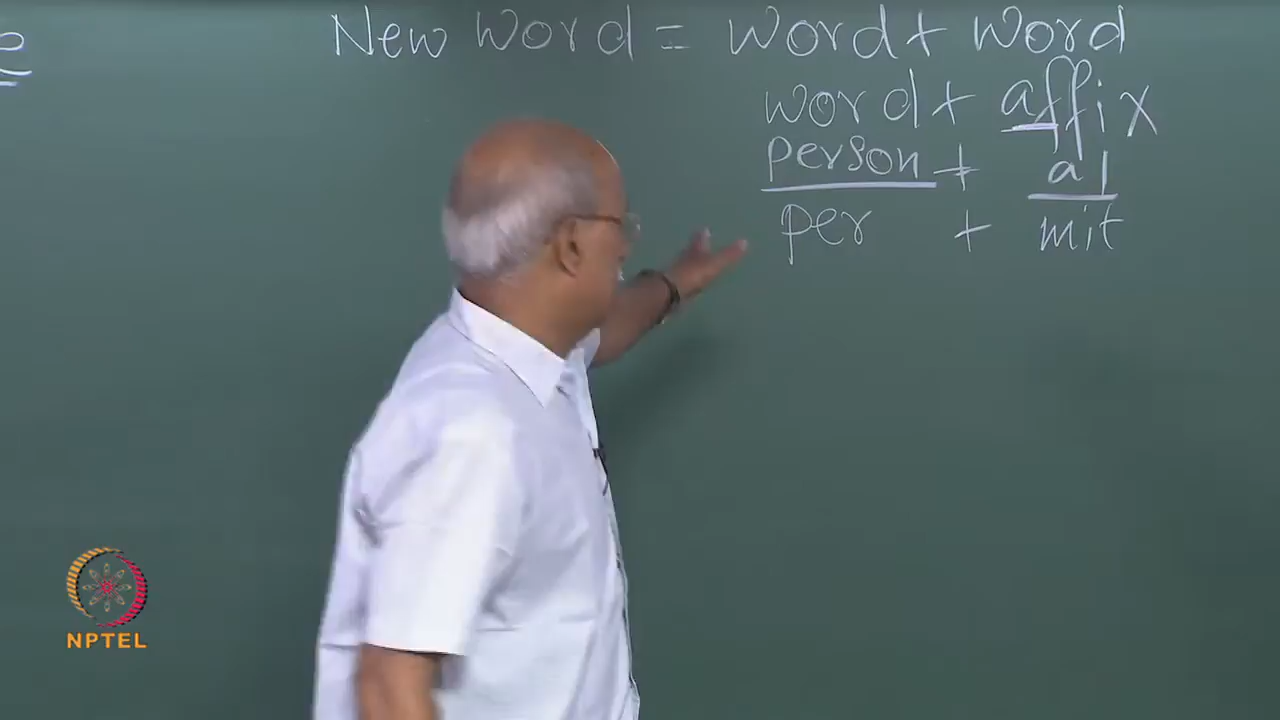 e
New Word = word + word
word + affix
person + al
per + mit
NPTEL